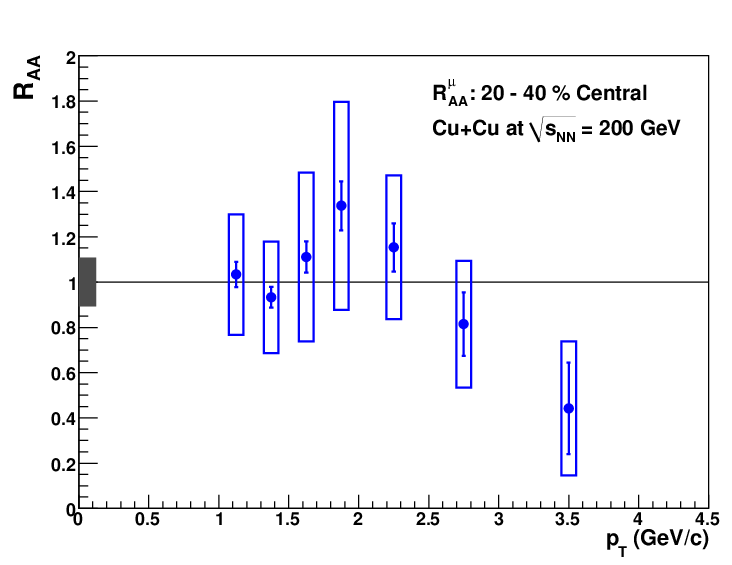 R_AA
2
1.8
1.6
1.4
1.2
1
0.8
0.6
0.4
0.2
0
R^μ_AA: 20 - 40 % Central
Cu+Cu at √s_NN = 200 GeV
0 0.5 1 1.5 2 2.5 3 3.5 4 4.5
p_T (GeV/c)